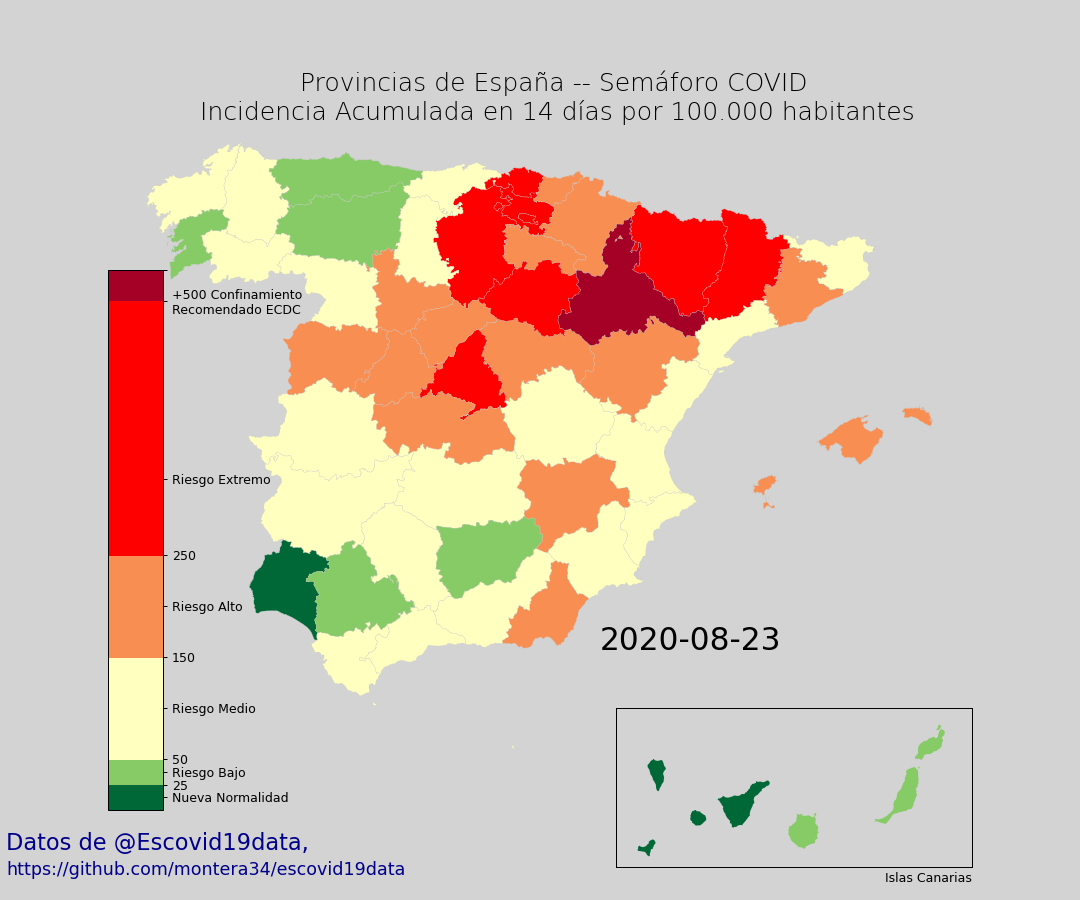 Provincias de España -- Semáforo COVID
Incidencia Acumulada en 14 días por 100.000 habitantes
+500 Confinamiento
Recomendado ECDC
Riesgo Extremo
250
Riesgo Alto
150
Riesgo Medio
50
Riesgo Bajo
25
Nueva Normalidad
2020-08-23
Islas Canarias
Datos de @Escovid19data,
https://github.com/montera34/escovid19data